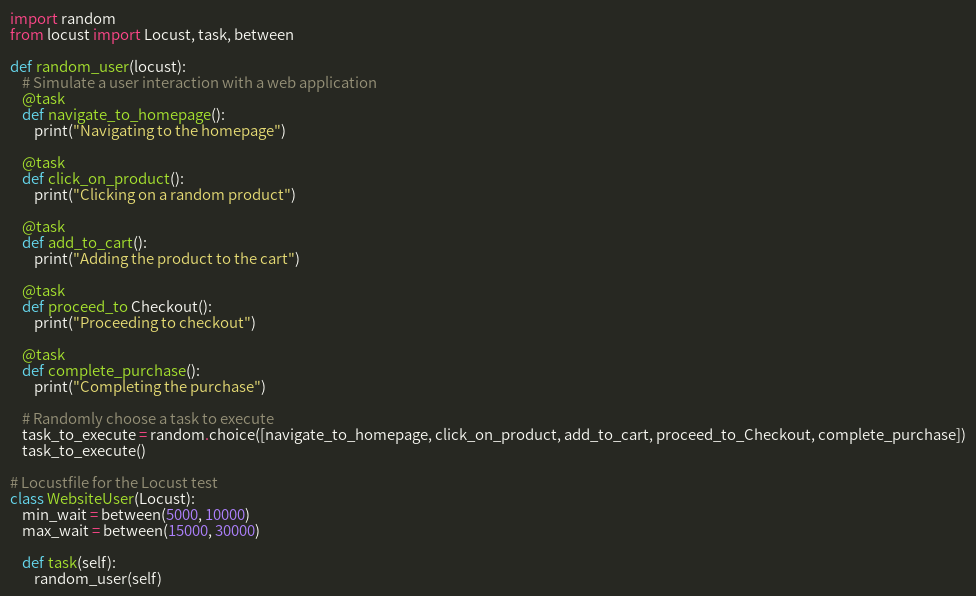 import random
from locust import Locust, task, between

def random_user(locust):
    # Simulate a user interaction with a web application
    @task
    def navigate_to_homepage():
        print("Navigating to the homepage")

    @task
    def click_on_product():
        print("Clicking on a random product")

    @task
    def add_to_cart():
        print("Adding the product to the cart")

    @task
    def proceed_to Checkout():
        print("Proceeding to checkout")

    @task
    def complete_purchase():
        print("Completing the purchase")

    # Randomly choose a task to execute
    task_to_execute = random.choice([navigate_to_homepage, click_on_product, add_to_cart, proceed_to_Checkout, complete_purchase])
    task_to_execute()

# Locustfile for the Locust test
class WebsiteUser(Locust):
    min_wait = between(5000, 10000)
    max_wait = between(15000, 30000)

    def task(self):
        random_user(self)